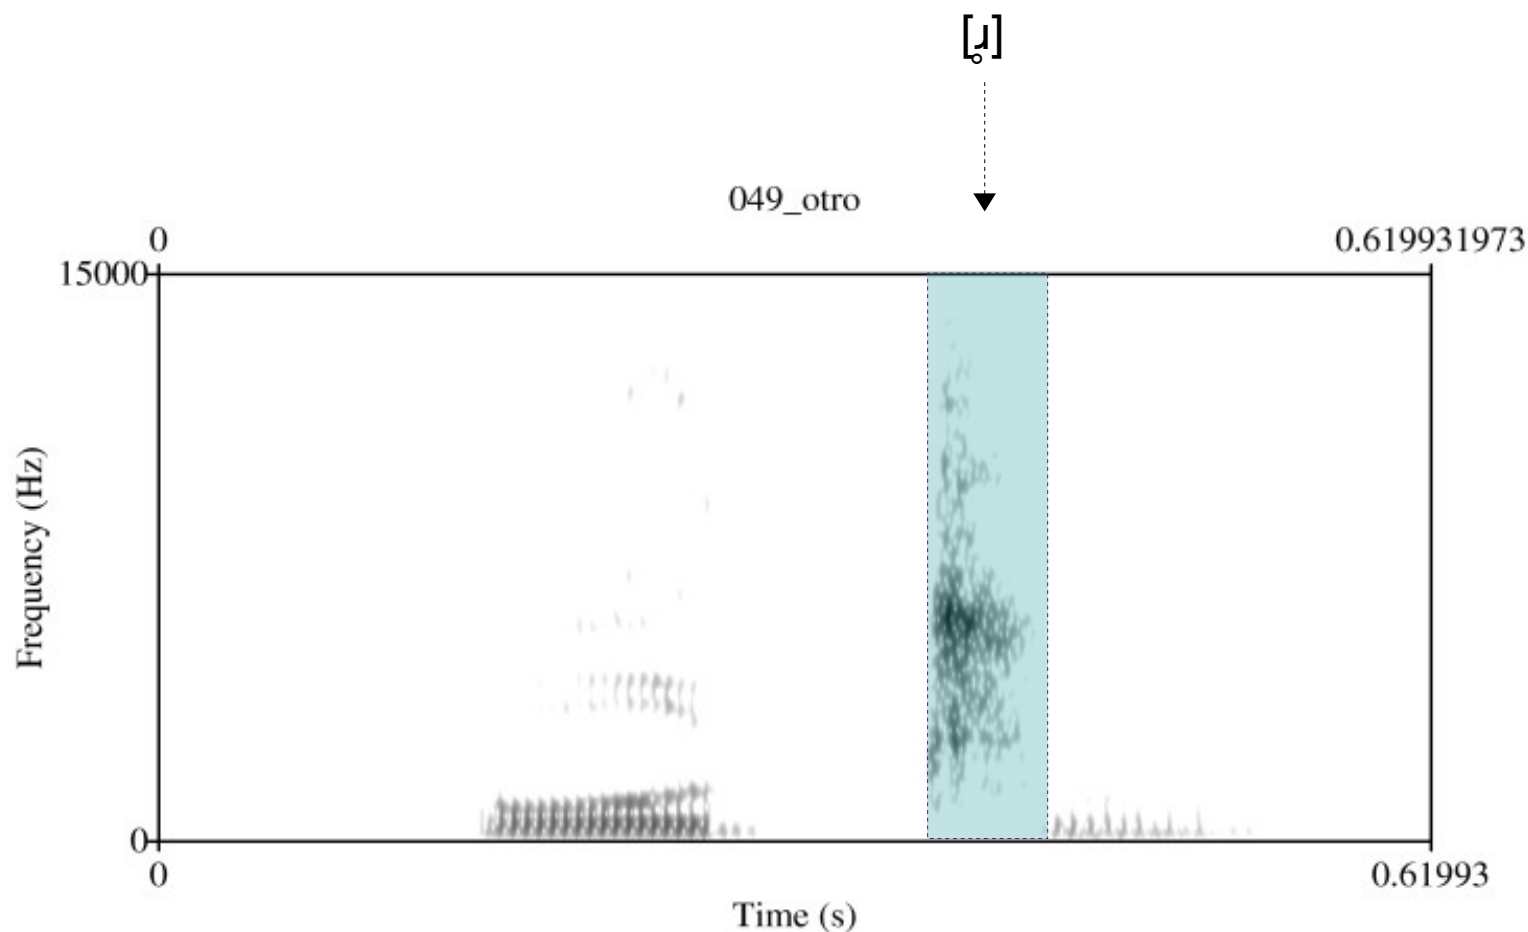 [ɹ̥]
049_otro
0 0.619931973
15000
Frequency (Hz)
0
0 0.61993
Time (s)